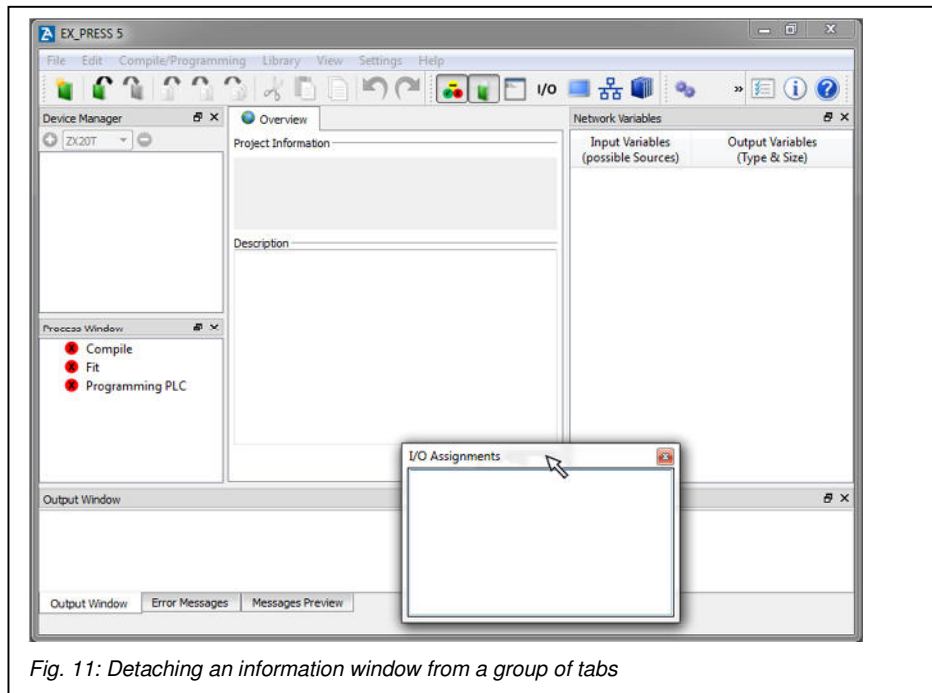 EX_PRESS 5
File Edit Compile/Programming Library View Settings Help
I/O »
Device Manager
ZX20T
Overview
Project Information
Description
Network Variables
Input Variables
(possible Sources)
Output Variables
(Type & Size)
Process Window
Compile
Fit
Programming PLC
I/O Assignments
Output Window
Output Window Error Messages Messages Preview
Fig. 11: Detaching an information window from a group of tabs